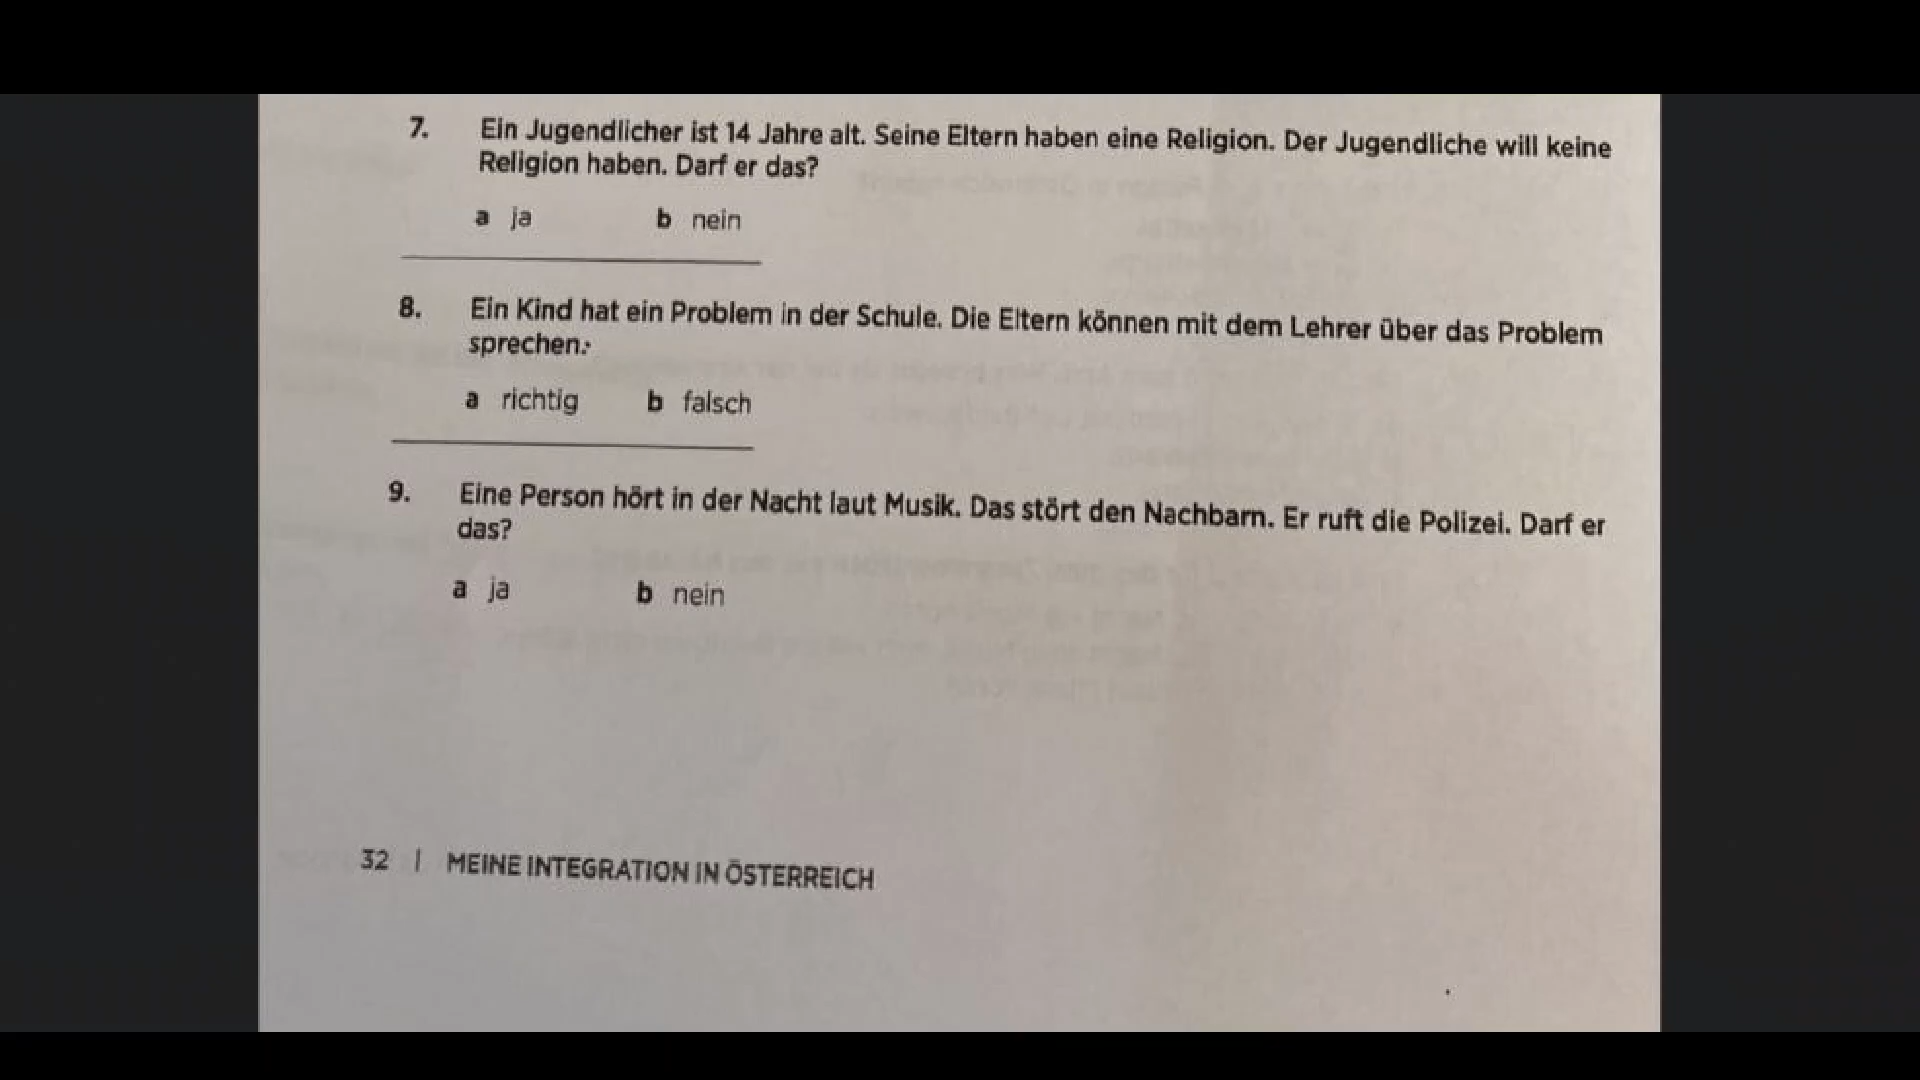 7. Ein Jugendlicher ist 14 Jahre alt. Seine Eltern haben eine Religion. Der Jugendliche will keine
Religion haben. Darf er das?
a ja b nein
8. Ein Kind hat ein Problem in der Schule. Die Eltern können mit dem Lehrer über das Problem
sprechen:
a richtig b falsch
9. Eine Person hört in der Nacht laut Musik. Das stört den Nachbarn. Er ruft die Polizei. Darf er
das?
a ja b nein
32 | MEINE INTEGRATION IN ÖSTERREICH